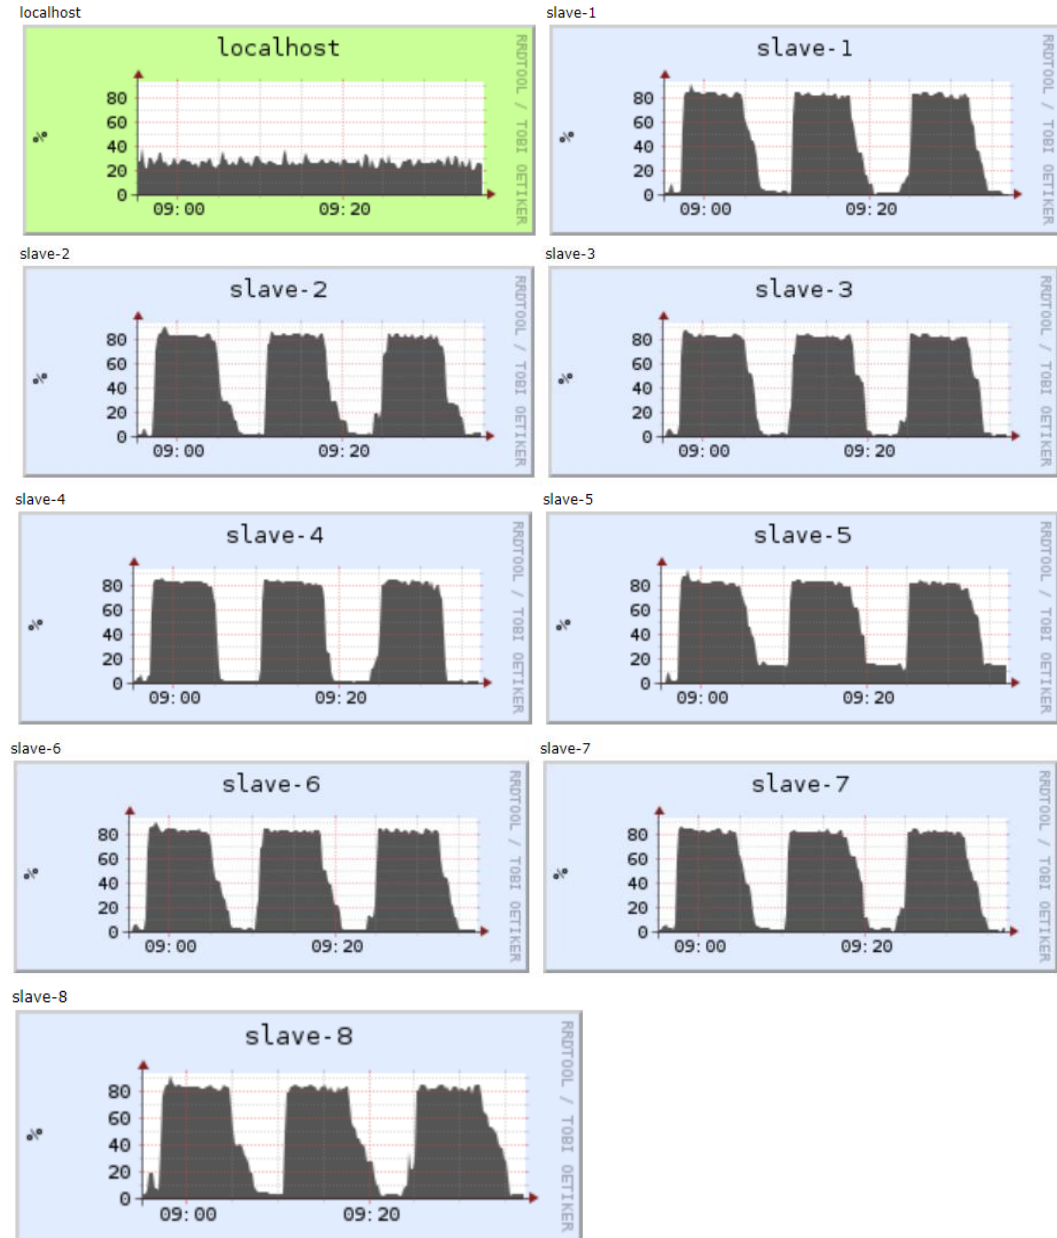 localhost
slave-1
localhost
80
60
40
20
0
%
09:00
09:20
RRDTOOL / TOBI OETIKER
slave-1
80
60
40
20
0
%
09:00
09:20
RRDTOOL / TOBI OETIKER
slave-2
slave-3
slave-2
80
60
40
20
0
%
09:00
09:20
RRDTOOL / TOBI OETIKER
slave-3
80
60
40
20
0
%
09:00
09:20
RRDTOOL / TOBI OETIKER
slave-4
slave-5
slave-4
80
60
40
20
0
%
09:00
09:20
RRDTOOL / TOBI OETIKER
slave-5
80
60
40
20
0
%
09:00
09:20
RRDTOOL / TOBI OETIKER
slave-6
slave-7
slave-6
80
60
40
20
0
%
09:00
09:20
RRDTOOL / TOBI OETIKER
slave-7
80
60
40
20
0
%
09:00
09:20
RRDTOOL / TOBI OETIKER
slave-8
slave-8
80
60
40
20
0
%
09:00
09:20
RRDTOOL / TOBI OETIKER